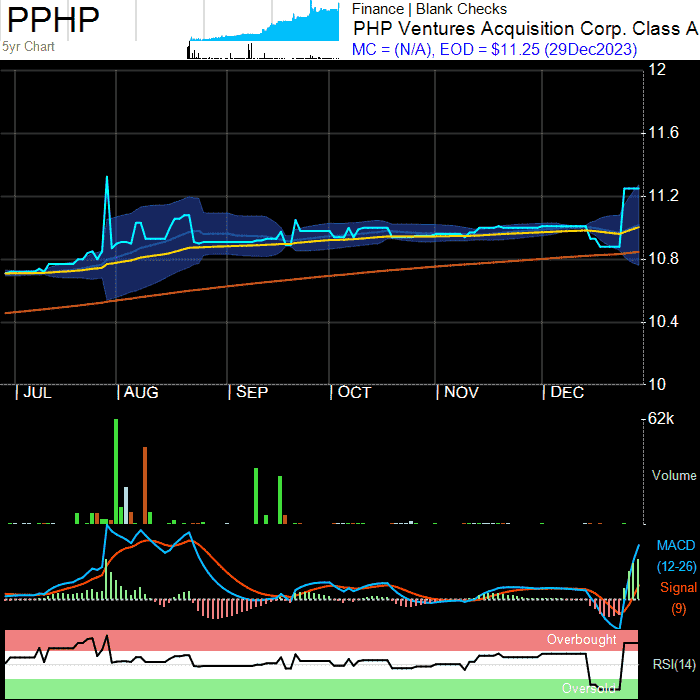 PPHP
5yr Chart
Finance | Blank Checks
PHP Ventures Acquisition Corp. Class A
MC = (N/A), EOD = $11.25 (29Dec2023)
12
11.6
11.2
10.8
10.4
10
JUL AUG SEP OCT NOV DEC
62k
Volume
MACD
(12-26)
Signal
(9)
Overbought
RSI(14)
Oversold